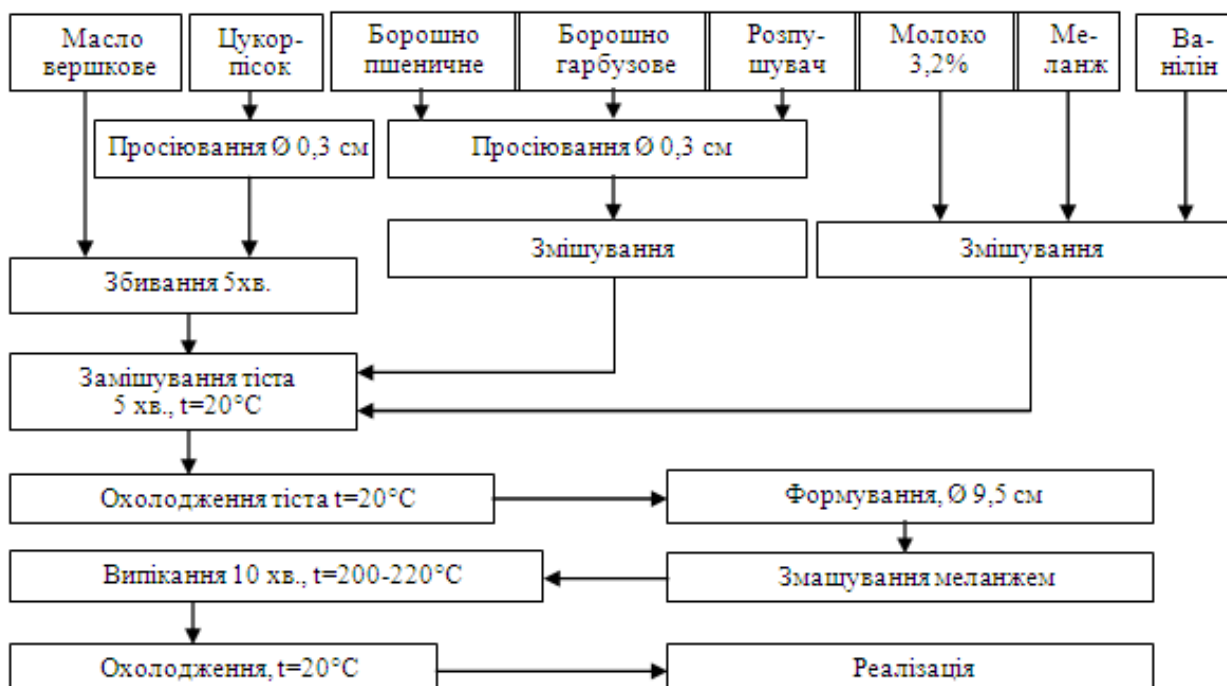 Масло
вершкове
Цукор-
пісок
Борошно
пшеничне
Борошно
гарбузове
Розпу-
шувач
Молоко
3,2%
Ме-
ланж
Ва-
нілін
Просіювання Ø 0,3 см
Просіювання Ø 0,3 см
Змішування
Змішування
Збивання 5хв.
Замішування тіста
5 хв., t=20°C
Охолодження тіста t=20°C
Формування, Ø 9,5 см
Випікання 10 хв., t=200-220°C
Змащування меланжем
Охолодження, t=20°C
Реалізація